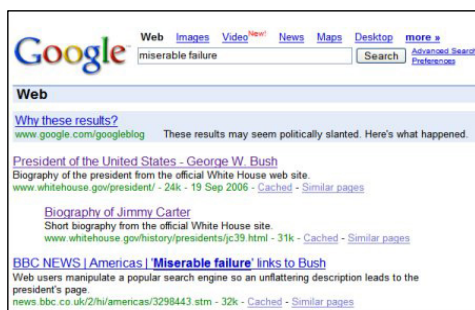 Web Images Video New! News Maps Desktop more »
Google
miserable failure Search Advanced Search
Preferences
Web
Why these results?
www.google.com/googleblog These results may seem politically slanted. Here's what happened.
President of the United States - George W. Bush
Biography of the president from the official White House web site.
www.whitehouse.gov/president/ - 24k - 19 Sep 2006 - Cached - Similar pages
Biography of Jimmy Carter
Short biography from the official White House site.
www.whitehouse.gov/history/presidents/jc39.html - 31k - Cached - Similar pages
BBC NEWS | Americas | 'Miserable failure' links to Bush
Web users manipulate a popular search engine so an unflattering description leads to the
president's page.
news.bbc.co.uk/2/hi/americas/3298443.stm - 32k - Cached - Similar pages